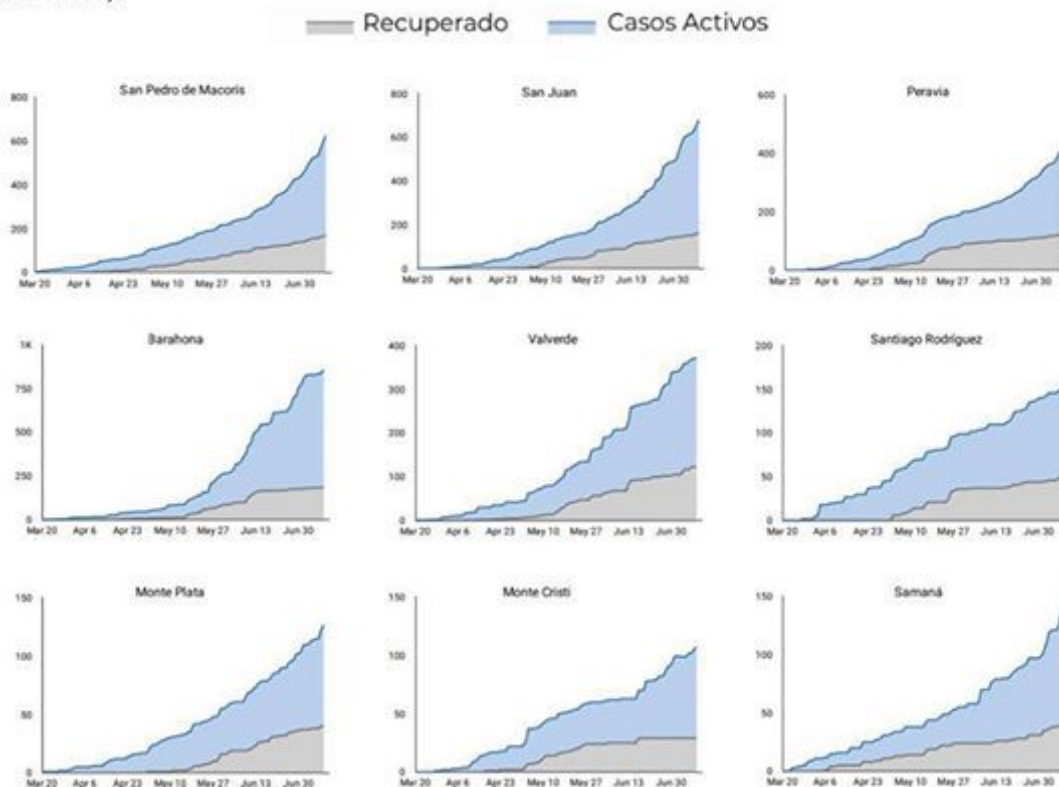 Recuperado Casos Activos
San Pedro de Macorís San Juan Peravia
800 800 600
600 600 400
400 400 200
200 200 0
0 0
Mar 20 Apr 6 Apr 23 May 10 May 27 Jun 13 Jun 30 Mar 20 Apr 6 Apr 23 May 10 May 27 Jun 13 Jun 30 Mar 20 Apr 6 Apr 23 May 10 May 27 Jun 13 Jun 30
Barahona Valverde Santiago Rodríguez
1K 400 200
750 300 150
500 200 100
250 100 50
0 0 0
Mar 20 Apr 6 Apr 23 May 10 May 27 Jun 13 Jun 30 Mar 20 Apr 6 Apr 23 May 10 May 27 Jun 13 Jun 30 Mar 20 Apr 6 Apr 23 May 10 May 27 Jun 13 Jun 30
Monte Plata Monte Cristi Samaná
150 150 150
100 100 100
50 50 50
0 0 0
Mar 20 Apr 6 Apr 23 May 10 May 27 Jun 13 Jun 30 Mar 20 Apr 6 Apr 23 May 10 May 27 Jun 13 Jun 30 Mar 20 Apr 6 Apr 23 May 10 May 27 Jun 13 Jun 30